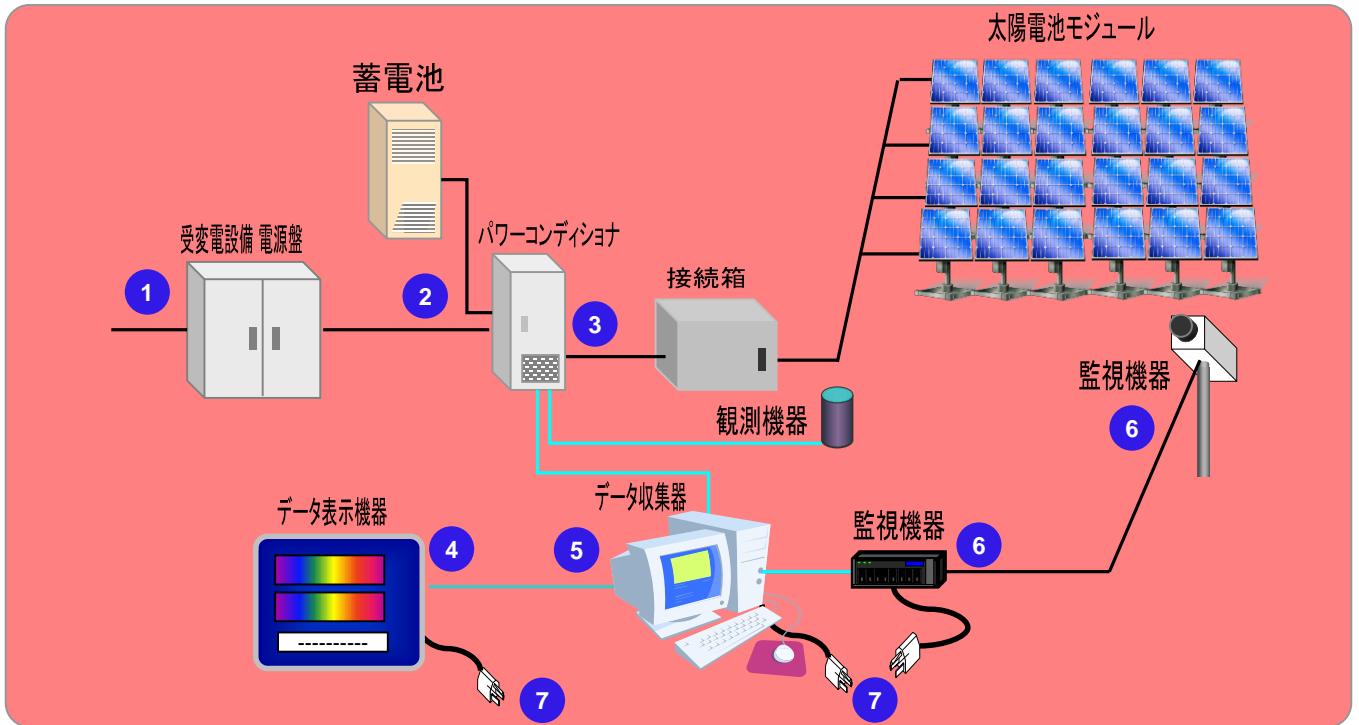 太陽電池モジュール
蓄電池
受変電設備 電源盤
パワーコンディショナ
接続箱
1
2
3
監視機器
6
観測機器
データ表示機器
データ収集器
監視機器
4
5
6
----------
7
7